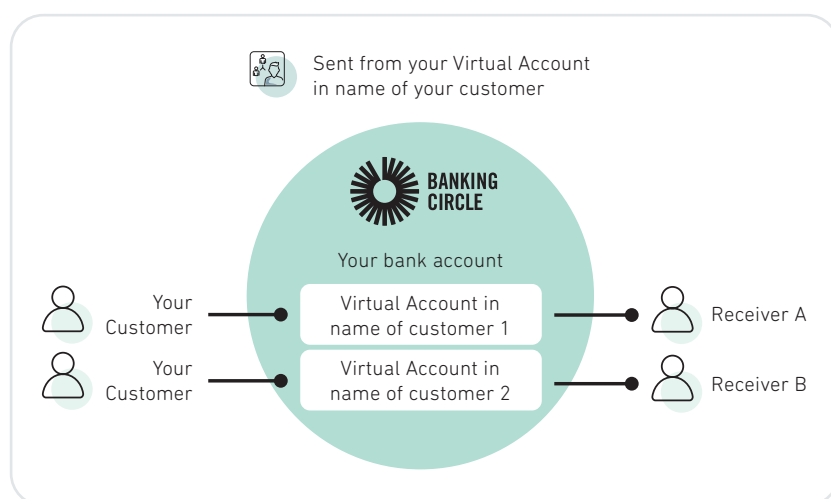 Sent from your Virtual Account
in name of your customer
BANKING
CIRCLE
Your bank account
Your
Customer
Virtual Account in
name of customer 1
Receiver A
Your
Customer
Virtual Account in
name of customer 2
Receiver B